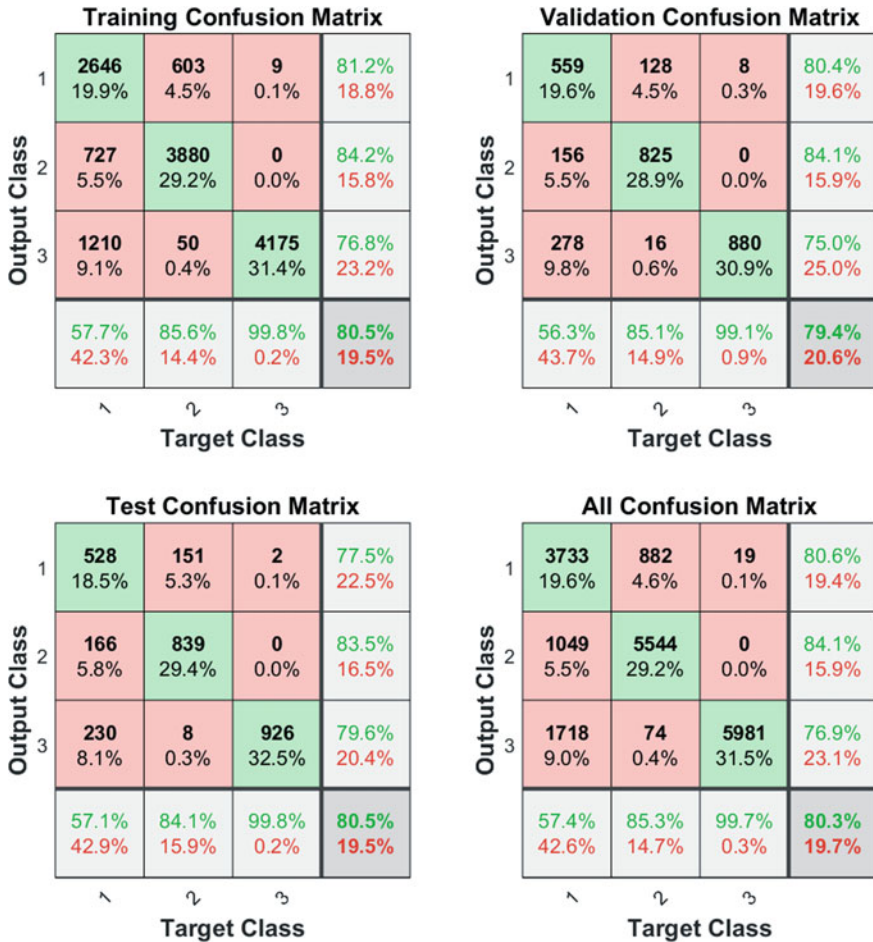 Training Confusion Matrix
1 2646 603 9 81.2%
19.9% 4.5% 0.1% 18.8%
2 727 3880 0 84.2%
5.5% 29.2% 0.0% 15.8%
3 1210 50 4175 76.8%
9.1% 0.4% 31.4% 23.2%
57.7% 85.6% 99.8% 80.5%
42.3% 14.4% 0.2% 19.5%
1 2 3
Target Class
Output Class
Validation Confusion Matrix
1 559 128 8 80.4%
19.6% 4.5% 0.3% 19.6%
2 156 825 0 84.1%
5.5% 28.9% 0.0% 15.9%
3 278 16 880 75.0%
9.8% 0.6% 30.9% 25.0%
56.3% 85.1% 99.1% 79.4%
43.7% 14.9% 0.9% 20.6%
1 2 3
Target Class
Output Class
Test Confusion Matrix
1 528 151 2 77.5%
18.5% 5.3% 0.1% 22.5%
2 166 839 0 83.5%
5.8% 29.4% 0.0% 16.5%
3 230 8 926 79.6%
8.1% 0.3% 32.5% 20.4%
57.1% 84.1% 99.8% 80.5%
42.9% 15.9% 0.2% 19.5%
1 2 3
Target Class
Output Class
All Confusion Matrix
1 3733 882 19 80.6%
19.6% 4.6% 0.1% 19.4%
2 1049 5544 0 84.1%
5.5% 29.2% 0.0% 15.9%
3 1718 74 5981 76.9%
9.0% 0.4% 31.5% 23.1%
57.4% 85.3% 99.7% 80.3%
42.6% 14.7% 0.3% 19.7%
1 2 3
Target Class
Output Class